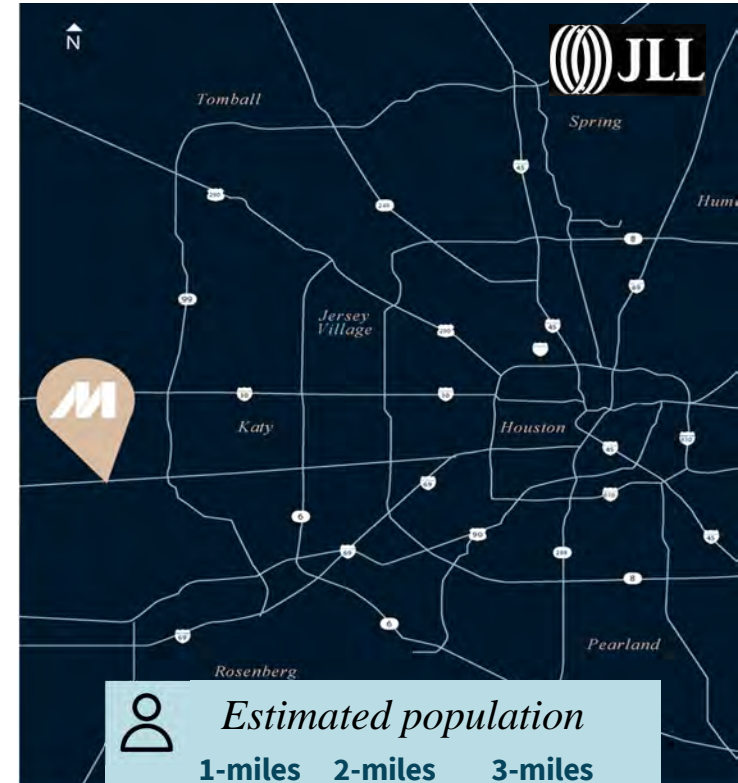 N
JLL
Tomball
Spring
45
290
249
Hum
8
69
99
Jersey
Village
45
290
10
10
Katy
Houston
45
610
69
610
6
99
45
69
288
8
6
69
Pearland
Rosenberg
Estimated population
1-miles 2-miles 3-miles